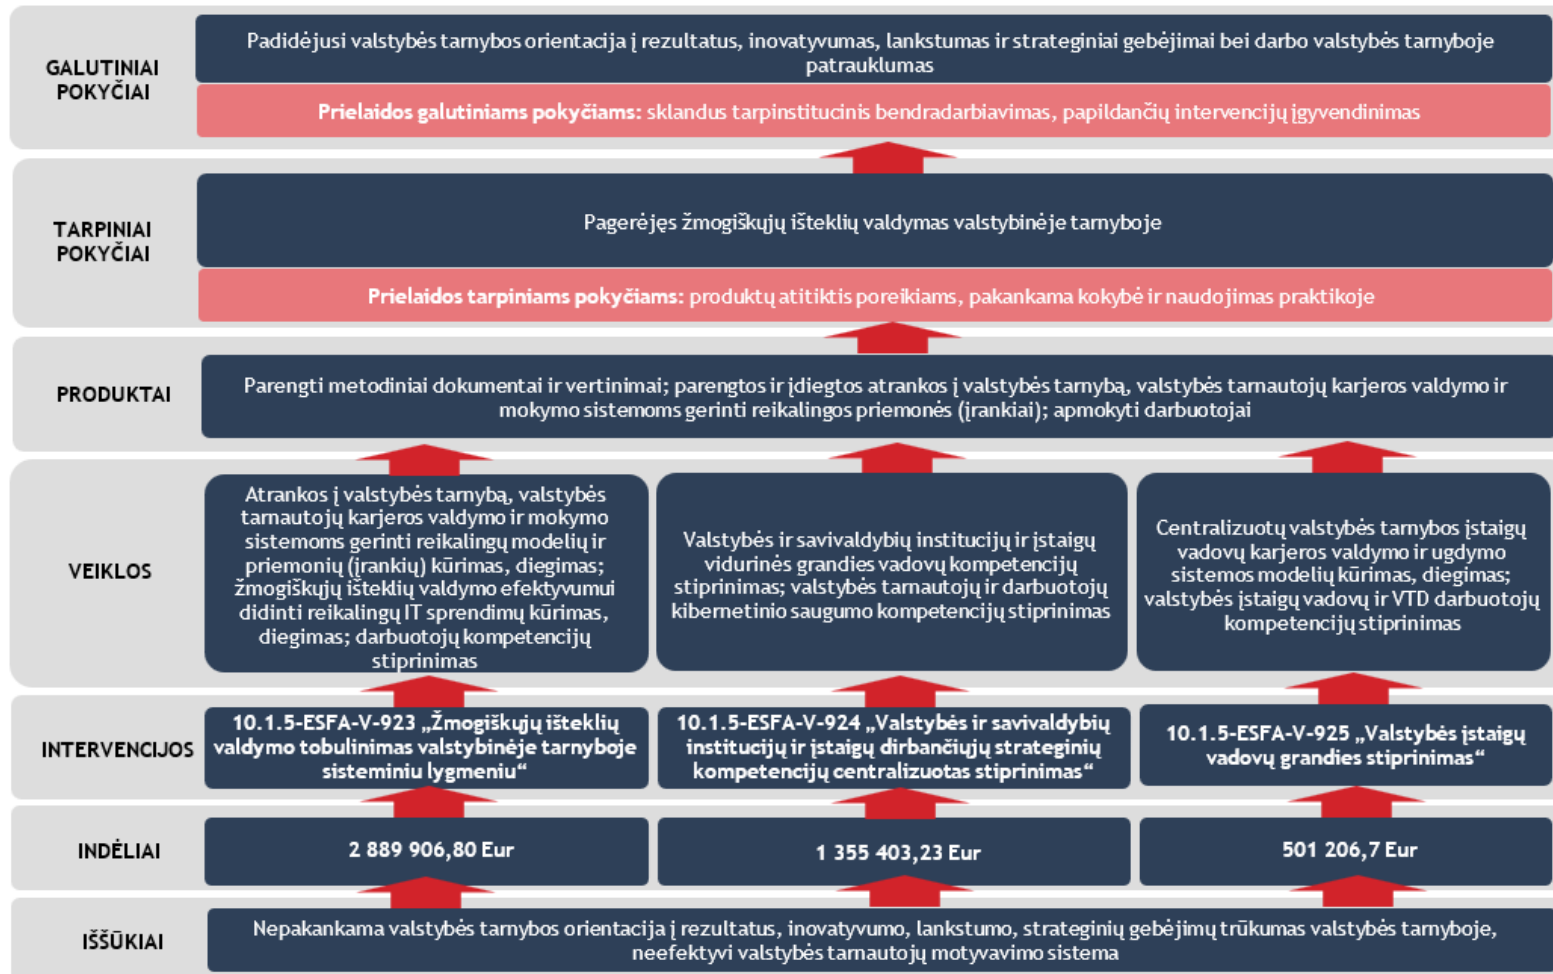 GALUTINIAI
POKYČIAI
Padidėjusi valstybės tarnybos orientacija į rezultatus, inovatyvumas, lankstumas ir strateginiai gebėjimai bei darbo valstybės tarnyboje
patrauklumas
Prielaidos galutiniams pokyčiams: sklandus tarpinstitucinis bendradarbiavimas, papildančių intervencijų įgyvendinimas
TARPINIAI
POKYČIAI
Pagerėjęs žmogiškųjų išteklių valdymas valstybinėje tarnyboje
Prielaidos tarpiniams pokyčiams: produktų atitiktis poreikiams, pakankama kokybė ir naudojimas praktikoje
PRODUKTAI
Parengti metodiniai dokumentai ir vertinimai; parengtos ir įdiegtos atrankos į valstybės tarnybą, valstybės tarnautojų karjeros valdymo ir
mokymo sistemoms gerinti reikalingos priemonės (įrankiai); apmokyti darbuotojai
VEIKLOS
Atrankos į valstybės tarnybą, valstybės
tarnautojų karjeros valdymo ir mokymo
sistemoms gerinti reikalingų modelių ir
priemonių (įrankių) kūrimas, diegimas;
žmogiškųjų išteklių valdymo efektyvumui
didinti reikalingų IT sprendimų kūrimas,
diegimas; darbuotojų kompetencijų
stiprinimas
Valstybės ir savivaldybių institucijų ir įstaigų
vidurinės grandies vadovų kompetencijų
stiprinimas; valstybės tarnautojų ir darbuotojų
kibernetinio saugumo kompetencijų stiprinimas
Centralizuotų valstybės tarnybos įstaigų
vadovų karjeros valdymo ir ugdymo
sistemos modelių kūrimas, diegimas;
valstybės įstaigų vadovų ir VTD darbuotojų
kompetencijų stiprinimas
INTERVENCIJOS
10.1.5-ESFA-V-923 „Žmogiškųjų išteklių
valdymo tobulinimas valstybinėje tarnyboje
sisteminiu lygmeniu“
10.1.5-ESFA-V-924 „Valstybės ir savivaldybių
institucijų ir įstaigų dirbančiųjų strateginių
kompetencijų centralizuotas stiprinimas“
10.1.5-ESFA-V-925 „Valstybės įstaigų
vadovų grandies stiprinimas“
INDĖLIAI
2 889 906,80 Eur
1 355 403,23 Eur
501 206,7 Eur
IŠŠŪKIAI
Nepakankama valstybės tarnybos orientacija į rezultatus, inovatyvumo, lankstumo, strateginių gebėjimų trūkumas valstybės tarnyboje,
neefektyvi valstybės tarnautojų motyvavimo sistema